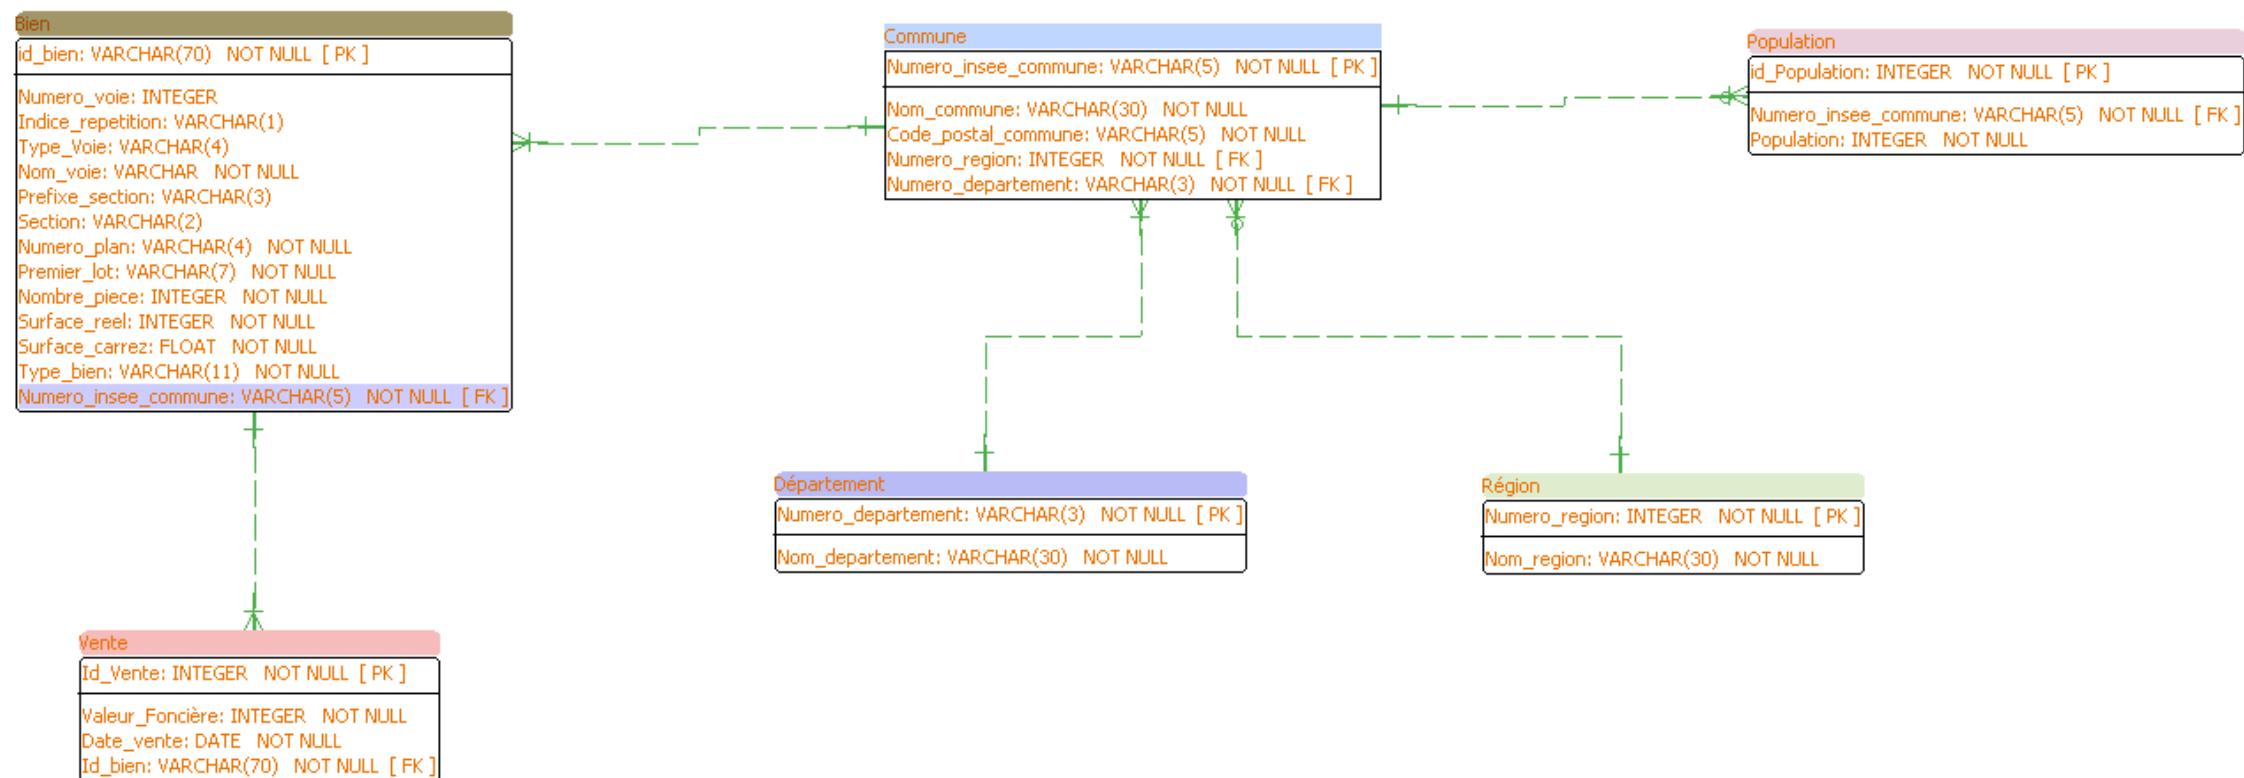 Bien
id_bien: VARCHAR(70) NOT NULL [ PK ]
Numero_voie: INTEGER
Indice_repetition: VARCHAR(1)
Type_Voie: VARCHAR(4)
Nom_voie: VARCHAR NOT NULL
Prefixe_section: VARCHAR(3)
Section: VARCHAR(2)
Numero_plan: VARCHAR(4) NOT NULL
Premier_lot: VARCHAR(7) NOT NULL
Nombre_piece: INTEGER NOT NULL
Surface_reel: INTEGER NOT NULL
Surface_carrez: FLOAT NOT NULL
Type_bien: VARCHAR(11) NOT NULL
Numero_insee_commune: VARCHAR(5) NOT NULL [ FK ]
Commune
Numero_insee_commune: VARCHAR(5) NOT NULL [ PK ]
Nom_commune: VARCHAR(30) NOT NULL
Code_postal_commune: VARCHAR(5) NOT NULL
Numero_region: INTEGER NOT NULL [ FK ]
Numero_departement: VARCHAR(3) NOT NULL [ FK ]
Population
id_Population: INTEGER NOT NULL [ PK ]
Numero_insee_commune: VARCHAR(5) NOT NULL [ FK ]
Population: INTEGER NOT NULL
Département
Numero_departement: VARCHAR(3) NOT NULL [ PK ]
Nom_departement: VARCHAR(30) NOT NULL
Région
Numero_region: INTEGER NOT NULL [ PK ]
Nom_region: VARCHAR(30) NOT NULL
Vente
Id_Vente: INTEGER NOT NULL [ PK ]
Valeur_Foncière: INTEGER NOT NULL
Date_vente: DATE NOT NULL
Id_bien: VARCHAR(70) NOT NULL [ FK ]